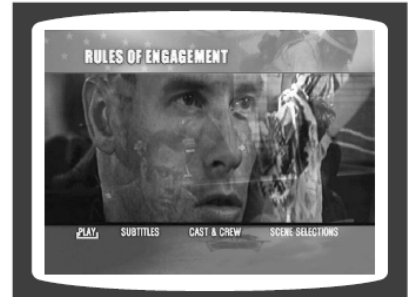 RULES OF ENGAGEMENT
PLAY SUBTITLES CAST & CREW SCENE SELECTIONS